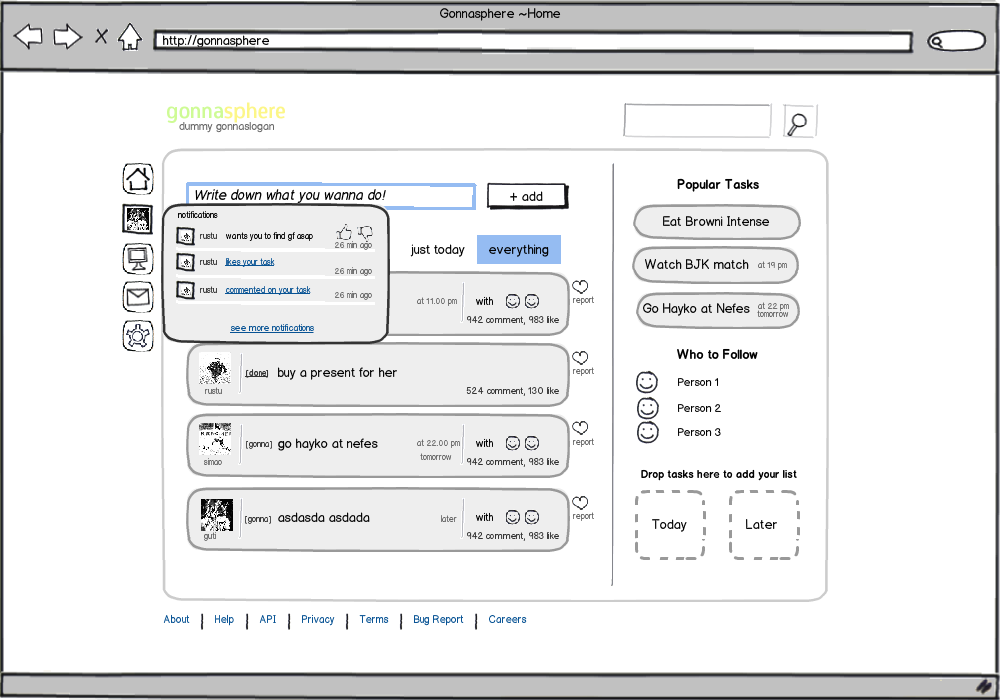 Gonnasphere ~Home
http://gonnasphere
gonnasphere
dummy gonnaslogan
Write down what you wanna do!
+ add
notifications
rustu wants you to find gf asap
26 min ago
rustu likes your task
26 min ago
rustu commented on your task
26 min ago
see more notifications
just today
everything
at 11.00 pm
with
942 comment, 983 like
report
rustu
[done] buy a present for her
524 comment, 130 like
report
simao
[gonna] go hayko at nefes
at 22.00 pm
tomorrow
with
942 comment, 983 like
report
guti
[gonna] asdasda asdada
later
with
942 comment, 983 like
report
Popular Tasks
Eat Browni Intense
Watch BJK match at 19 pm
Go Hayko at Nefes at 22 pm
tomorrow
Who to Follow
Person 1
Person 2
Person 3
Drop tasks here to add your list
Today
Later
About | Help | API | Privacy | Terms | Bug Report | Careers